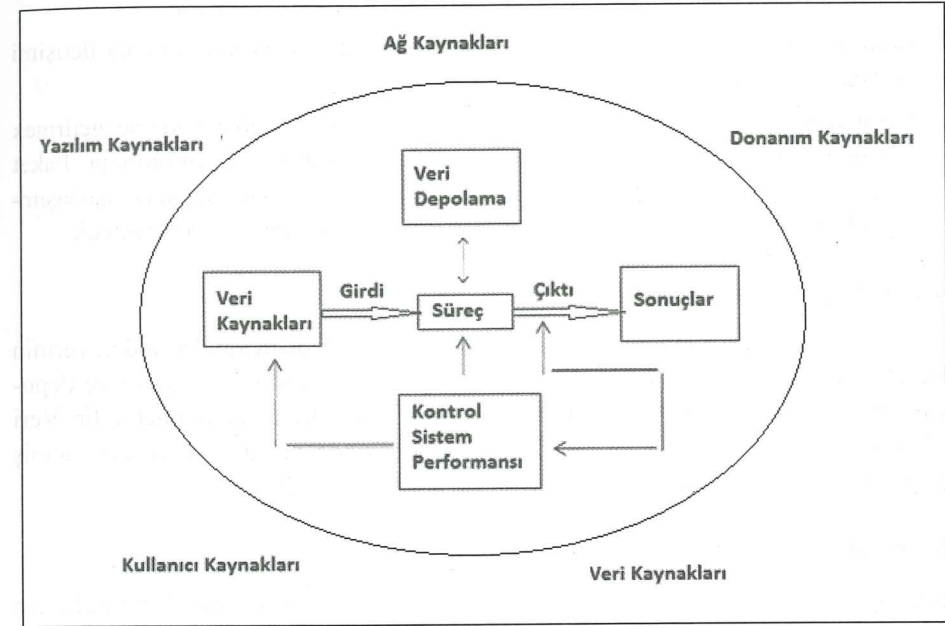 Ağ Kaynakları
Yazılım Kaynakları
Donanım Kaynakları
Veri
Depolama
Veri
Kaynakları
Girdi
Süreç
Çıktı
Sonuçlar
Kontrol
Sistem
Performansı
Kullanıcı Kaynakları
Veri Kaynakları